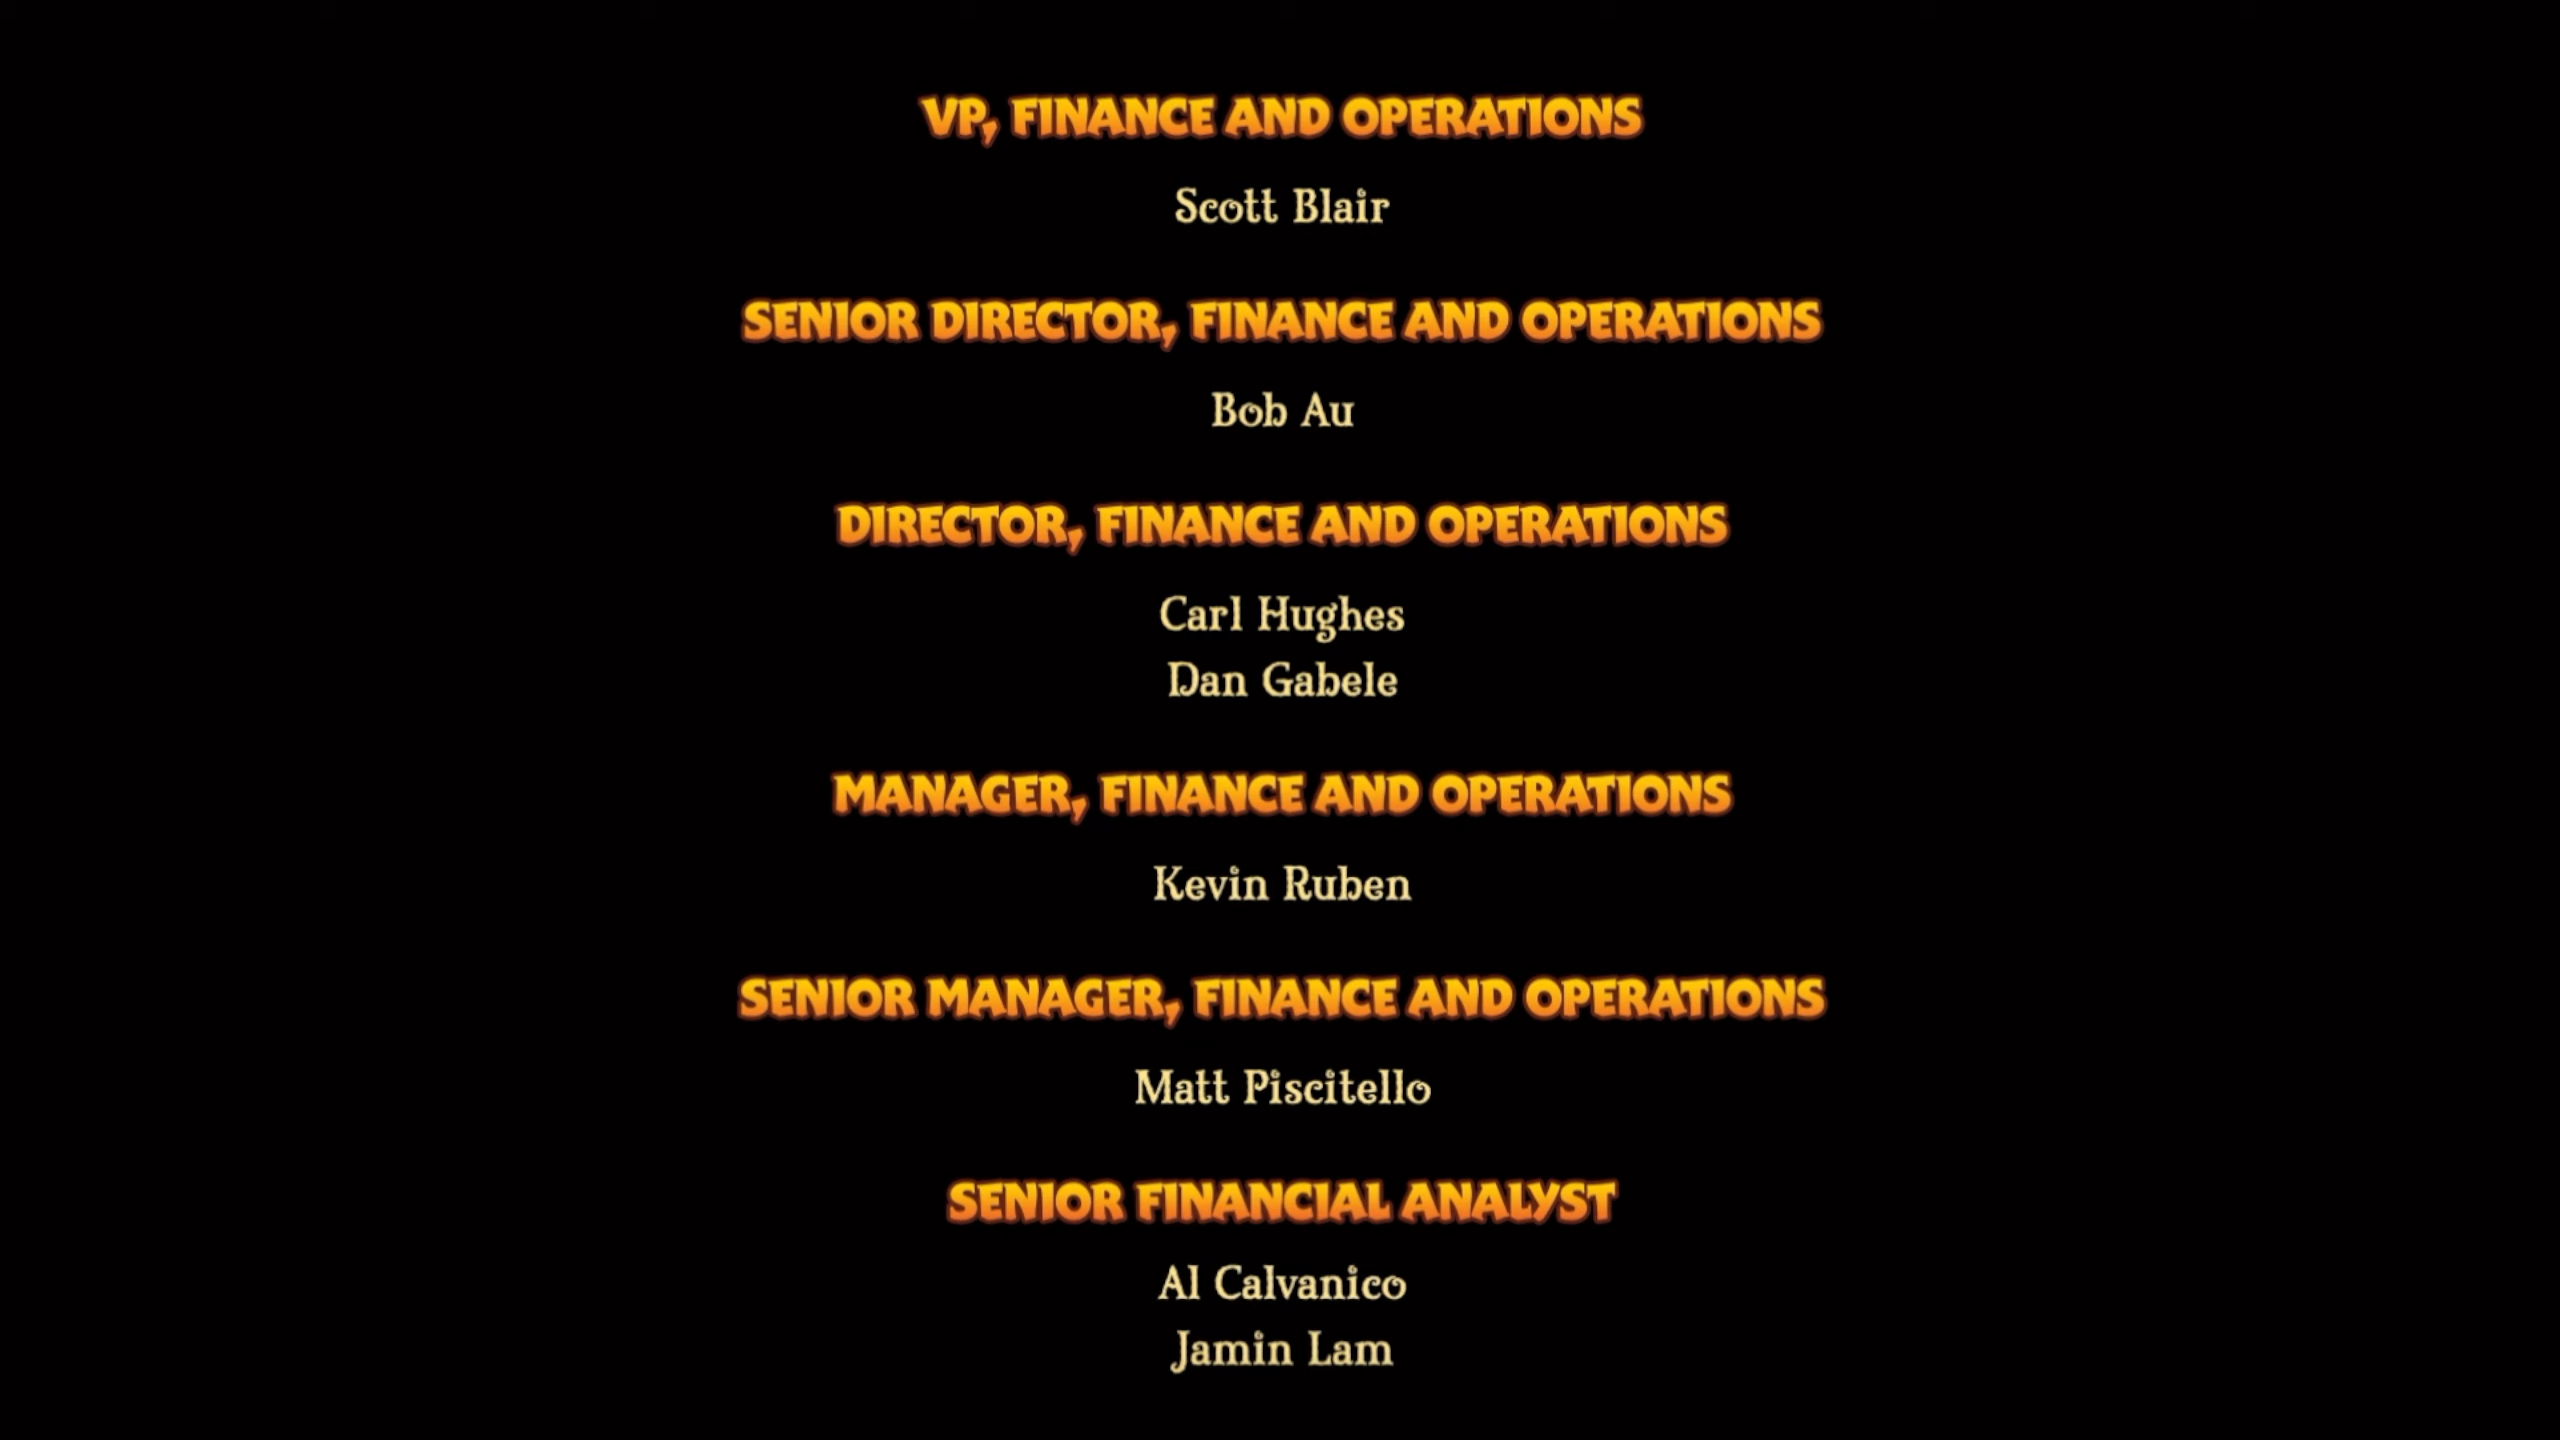 VP, FINANCE AND OPERATIONS
Scott Blair
SENIOR DIRECTOR, FINANCE AND OPERATIONS
Bob Au
DIRECTOR, FINANCE AND OPERATIONS
Carl Hughes
Dan Gabele
MANAGER, FINANCE AND OPERATIONS
Kevin Ruben
SENIOR MANAGER, FINANCE AND OPERATIONS
Matt Piscitello
SENIOR FINANCIAL ANALYST
Al Calvanico
Jamin Lam